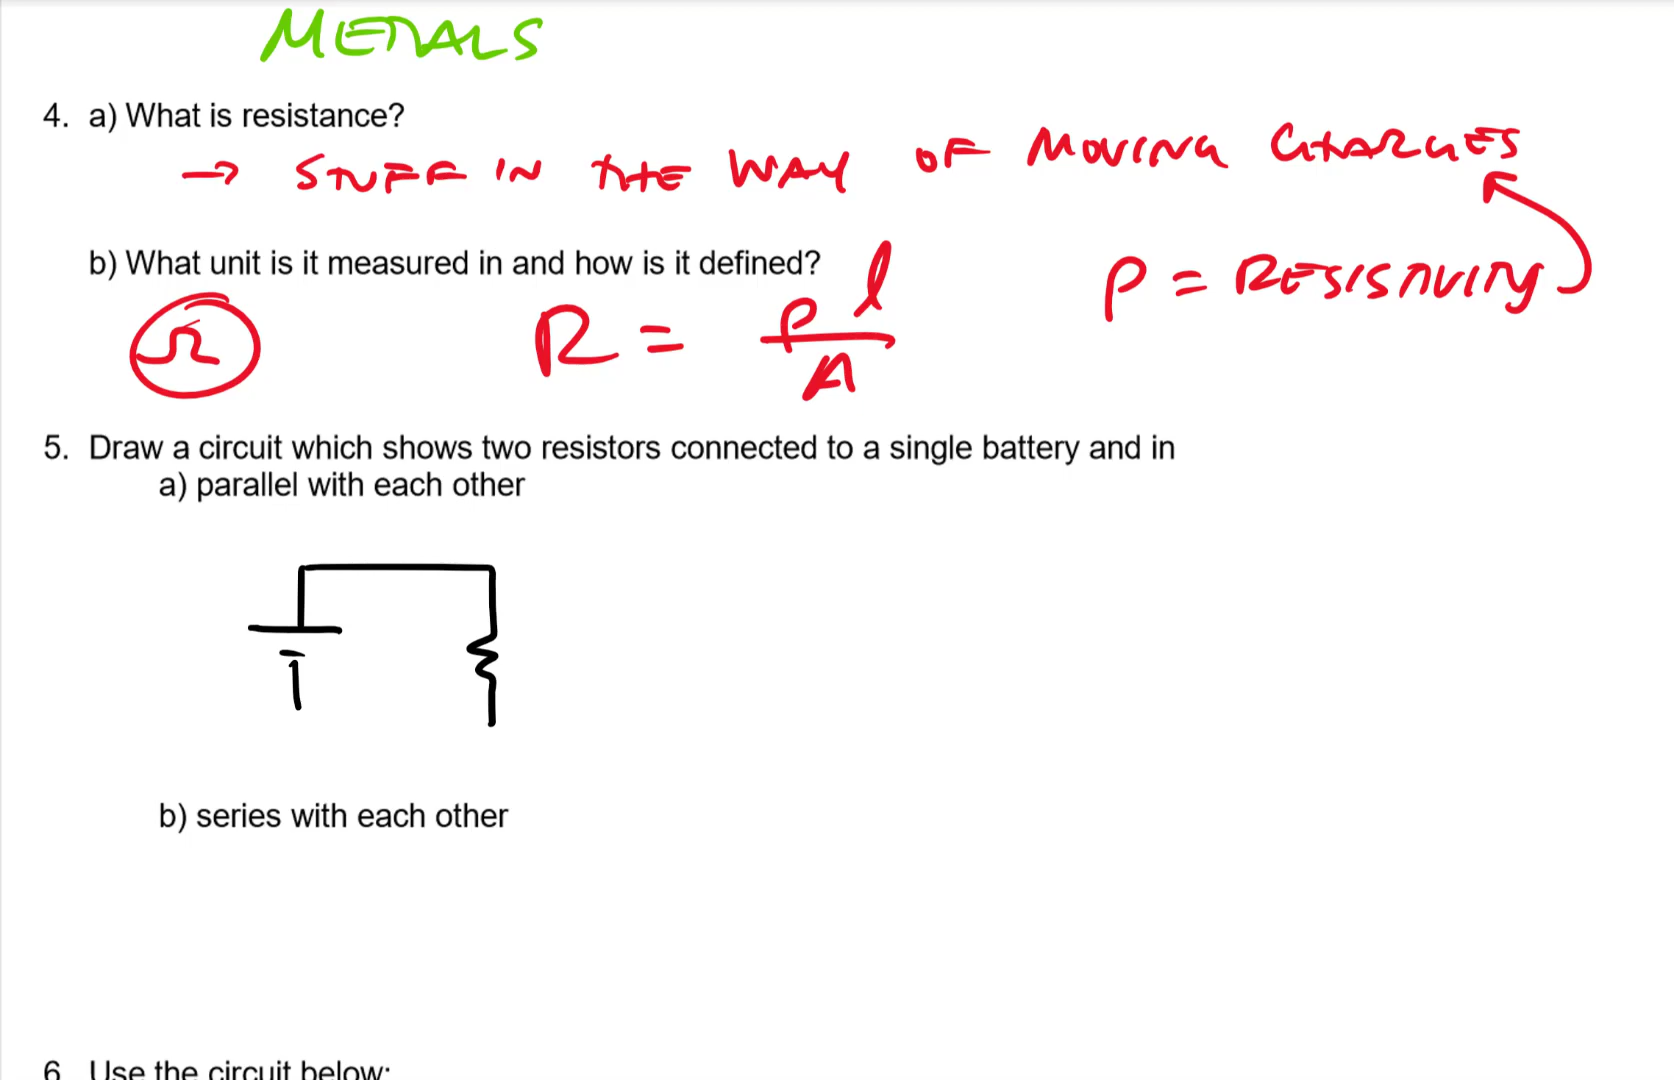 METALS
4. a) What is resistance?
→ STUFF IN THE WAY OF MOVING CHARGES
b) What unit is it measured in and how is it defined?
ρ = RESISTIVITY
Ω R = ρl/A
5. Draw a circuit which shows two resistors connected to a single battery and in
a) parallel with each other
b) series with each other
6. Use the circuit below: